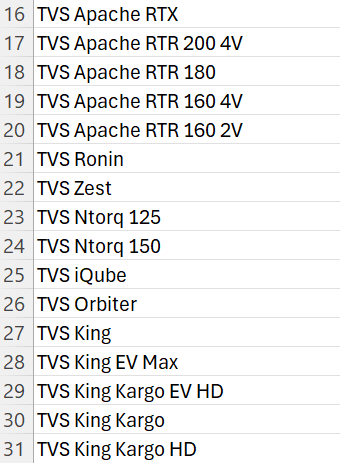 16 TVS Apache RTX
17 TVS Apache RTR 200 4V
18 TVS Apache RTR 180
19 TVS Apache RTR 160 4V
20 TVS Apache RTR 160 2V
21 TVS Ronin
22 TVS Zest
23 TVS Ntorq 125
24 TVS Ntorq 150
25 TVS iQube
26 TVS Orbiter
27 TVS King
28 TVS King EV Max
29 TVS King Kargo EV HD
30 TVS King Kargo
31 TVS King Kargo HD